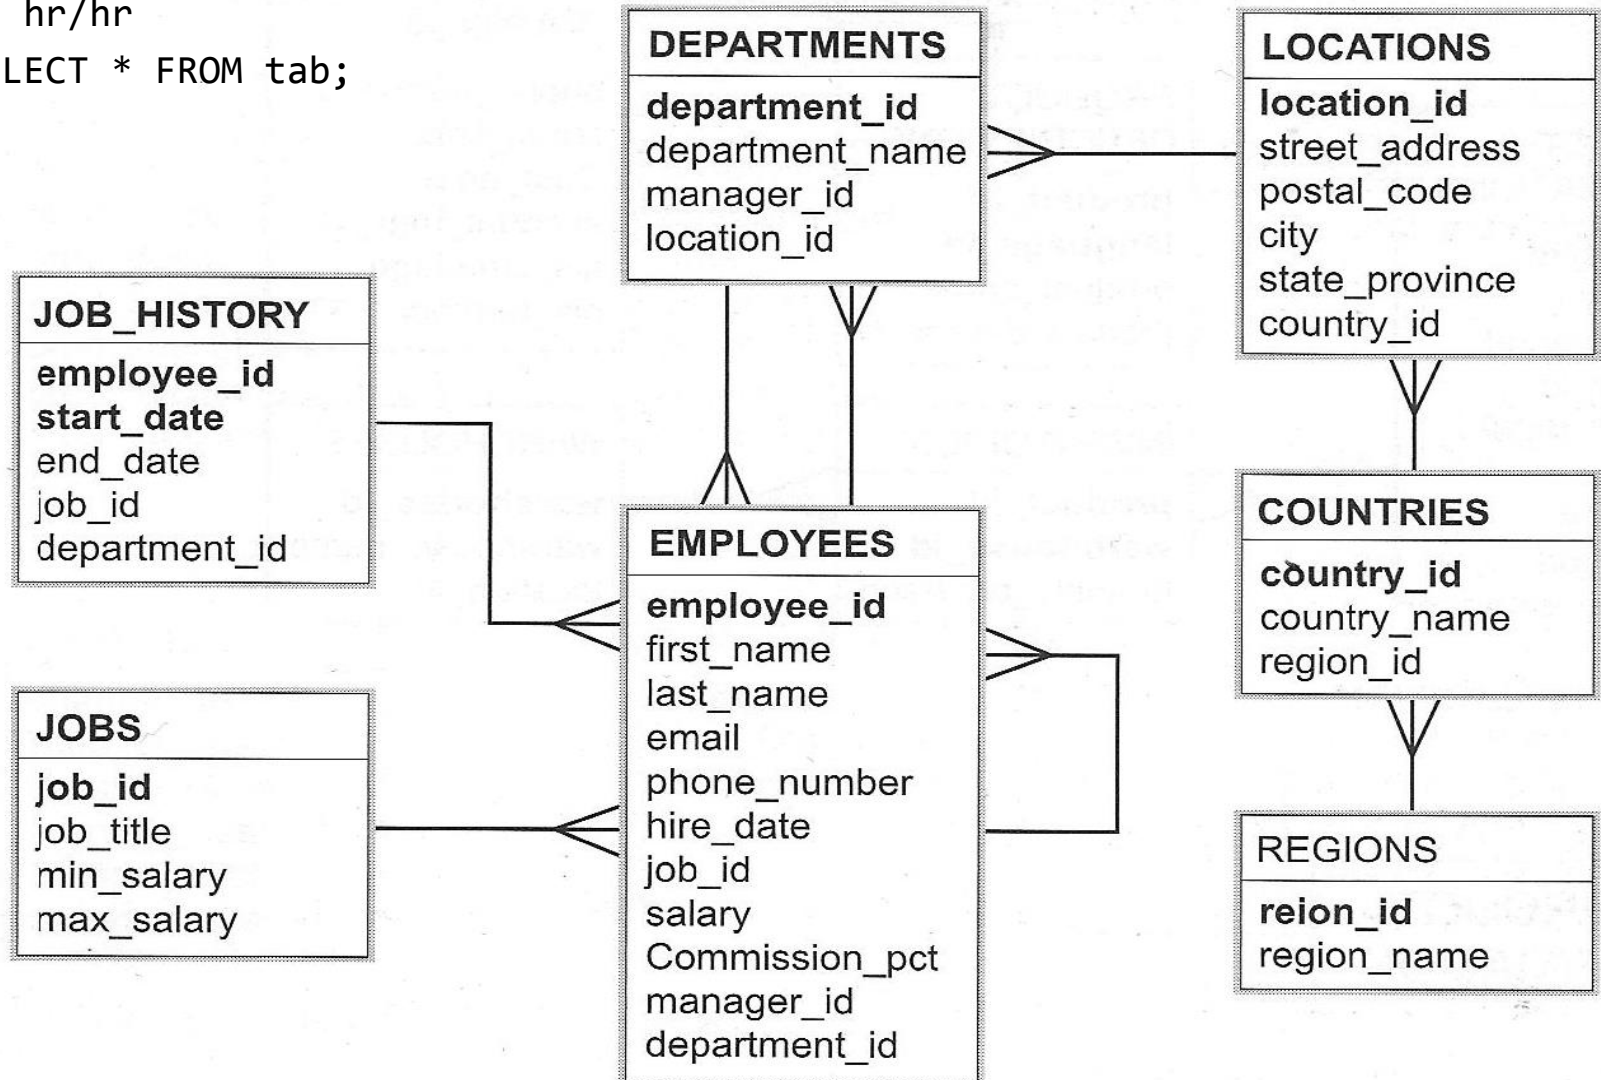 hr/hr
LECT * FROM tab;
DEPARTMENTS
department_id
department_name
manager_id
location_id
LOCATIONS
location_id
street_address
postal_code
city
state_province
country_id
JOB_HISTORY
employee_id
start_date
end_date
job_id
department_id
EMPLOYEES
employee_id
first_name
last_name
email
phone_number
hire_date
job_id
salary
Commission_pct
manager_id
department_id
COUNTRIES
country_id
country_name
region_id
JOBS
job_id
job_title
min_salary
max_salary
REGIONS
reion_id
region_name